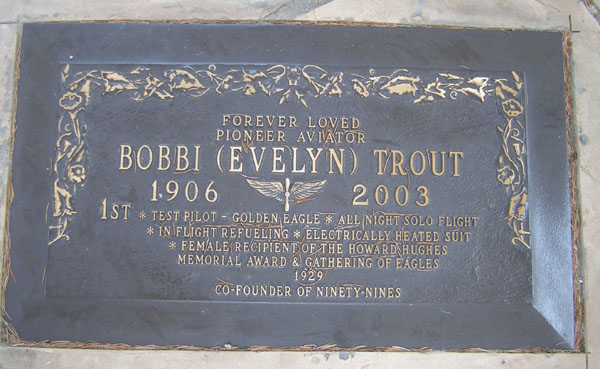 FOREVER LOVED
PIONEER AVIATOR
BOBBI (EVELYN) TROUT
1906 2003
1ST * TEST PILOT - GOLDEN EAGLE * ALL NIGHT SOLO FLIGHT
* IN FLIGHT REFUELING * ELECTRICALLY HEATED SUIT
* FEMALE RECIPIENT OF THE HOWARD HUGHES
MEMORIAL AWARD & GATHERING OF EAGLES
1929
CO-FOUNDER OF NINETY-NINES